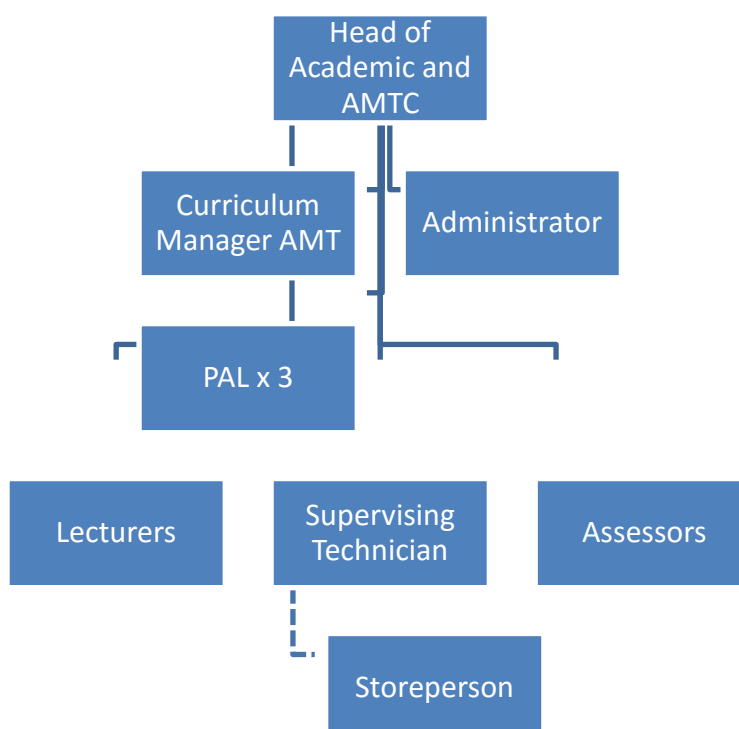 Head of
Academic and
AMTC
Curriculum
Manager AMT
Administrator
PAL x 3
Lecturers
Supervising
Technician
Assessors
Storeperson